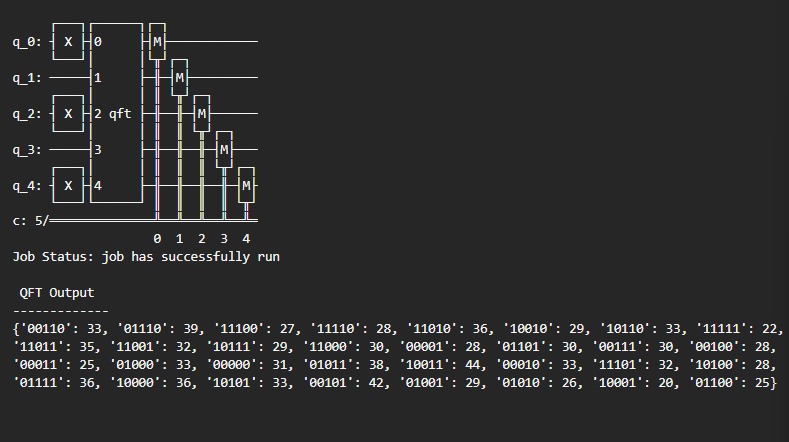 q_0: X 0 M
q_1: 1 M
q_2: X 2 qft M
q_3: 3 M
q_4: X 4 M
c: 5/
0 1 2 3 4
Job Status: job has successfully run
QFT Output
-------------
{'00110': 33, '01110': 39, '11100': 27, '11110': 28, '11010': 36, '10010': 29, '10110': 33, '11111': 22,
'11011': 35, '11001': 32, '10111': 29, '11000': 30, '00001': 28, '01101': 30, '00111': 30, '00100': 28,
'00011': 25, '01000': 33, '00000': 31, '01011': 38, '10011': 44, '00010': 33, '11101': 32, '10100': 28,
'01111': 36, '10000': 36, '10101': 33, '00101': 42, '01001': 29, '01010': 26, '10001': 20, '01100': 25}